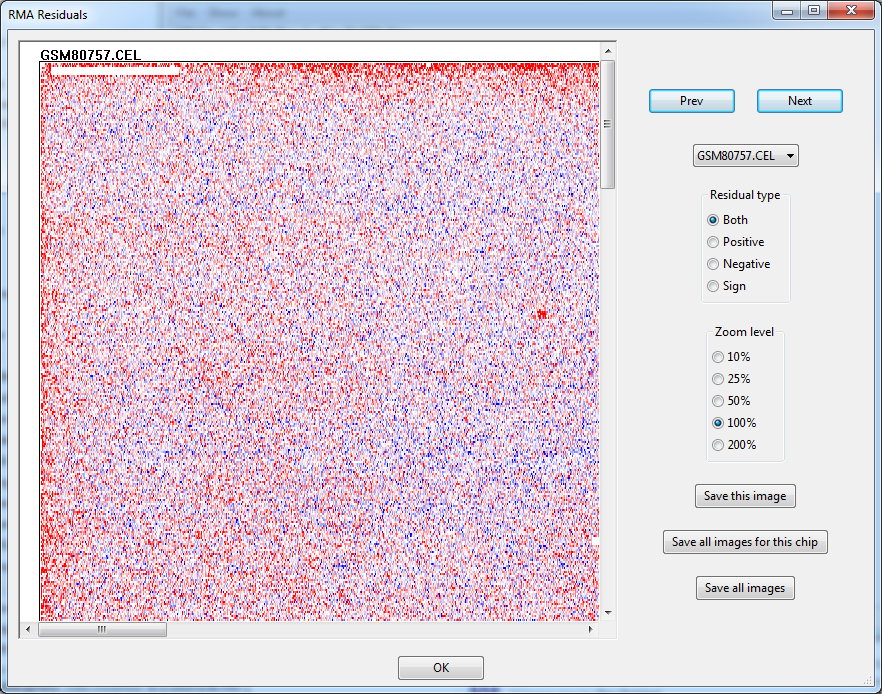 RMA Residuals
GSM80757.CEL
Prev
Next
GSM80757.CEL
Residual type
Both
Positive
Negative
Sign
Zoom level
10%
25%
50%
100%
200%
Save this image
Save all images for this chip
Save all images
OK